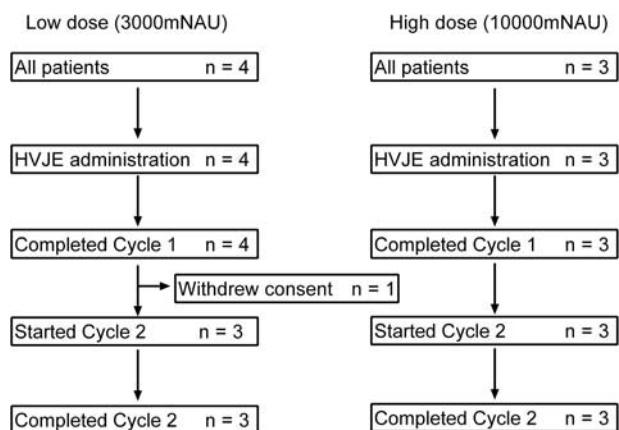 Low dose (3000mNAU)
All patients n = 4
HVJE administration n = 4
Completed Cycle 1 n = 4
Withdrew consent n = 1
Started Cycle 2 n = 3
Completed Cycle 2 n = 3
High dose (10000mNAU)
All patients n = 3
HVJE administration n = 3
Completed Cycle 1 n = 3
Started Cycle 2 n = 3
Completed Cycle 2 n = 3